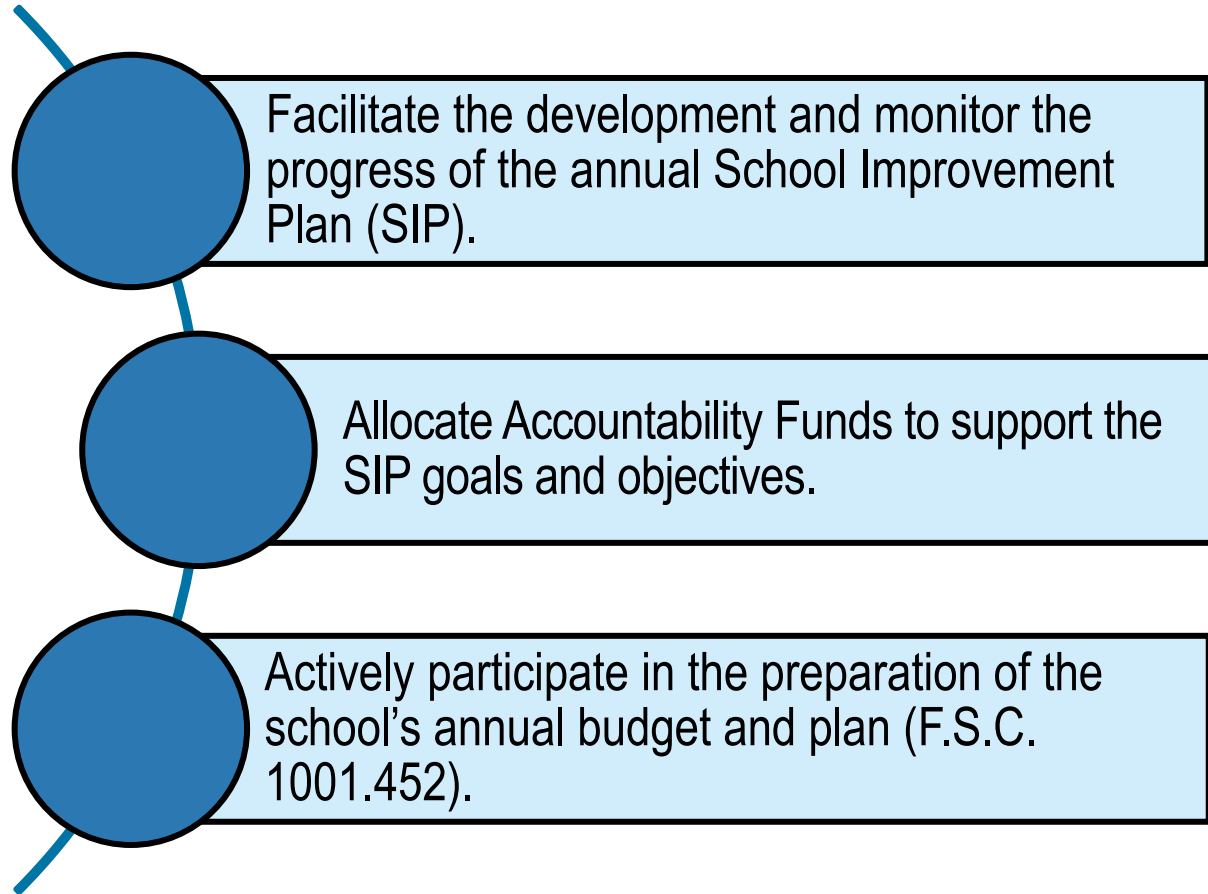 Facilitate the development and monitor the
progress of the annual School Improvement
Plan (SIP).
Allocate Accountability Funds to support the
SIP goals and objectives.
Actively participate in the preparation of the
school’s annual budget and plan (F.S.C.
1001.452).